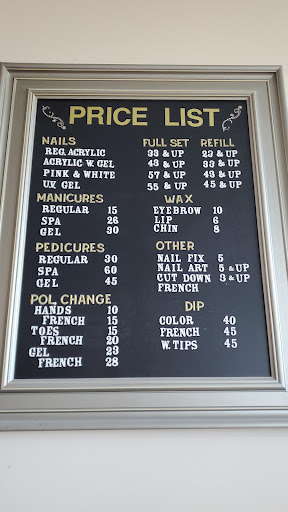 PRICE LIST
NAILS FULL SET REFILL
REG. ACRYLIC 33 & UP 23 & UP
ACRYLIC W. GEL 43 & UP 33 & UP
PINK & WHITE 57 & UP 43 & UP
U.V. GEL 55 & UP 45 & UP
MANICURES
REGULAR 15
SPA 26
GEL 30
WAX
EYEBROW 10
LIP 6
CHIN 8
PEDICURES
REGULAR 30
SPA 60
GEL 45
OTHER
NAIL FIX 5
NAIL ART 5 & UP
CUT DOWN 3 & UP
FRENCH
POL CHANGE
HANDS 10
FRENCH 15
TOES 15
FRENCH 20
GEL 23
FRENCH 28
DIP
COLOR 40
FRENCH 45
W. TIPS 45